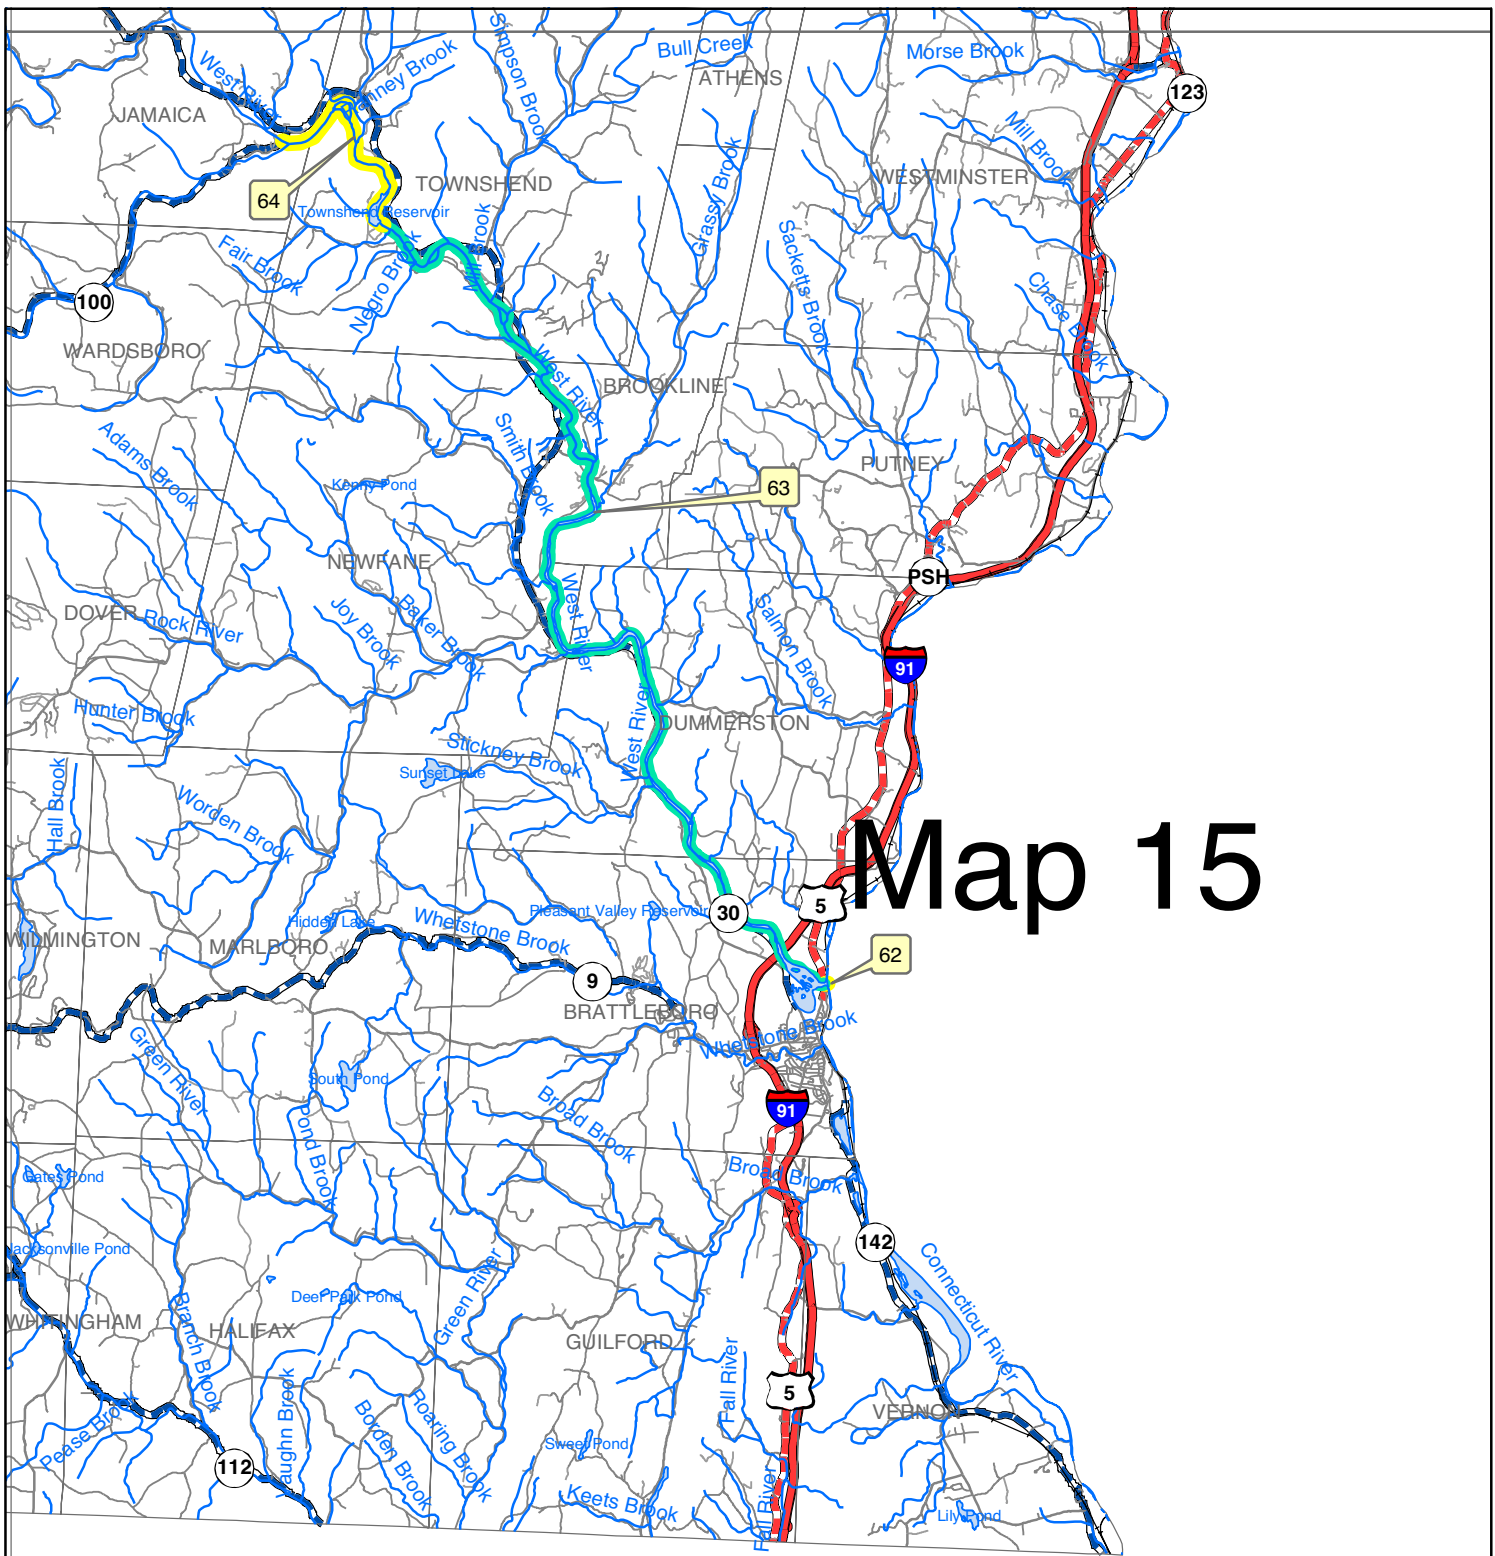 Bull Creek
Morse Brook
ATHENS
Simpson Brook
West River
JAMAICA
123
Mill Brook
WESTMINSTER
TOWNSHEND
64
Townshend Reservoir
Grassy Brook
Mill Brook
Sacketts Brook
Fair Brook
Negro Brook
Chase Brook
100
WARDSBORO
West River
BROOKLINE
Adams Brook
Smith Brook
PUTNEY
Kenny Pond
63
NEWFANE
PSH
DOVER
Rock River
Joy Brook
Baker Brook
West River
Salmon Brook
91
Hunter Brook
West River
DUMMERSTON
Stickney Brook
Sunset Lake
Hall Brook
Worden Brook
Map 15
5
Pleasant Valley Reservoir
30
Hidden Lake
Whetstone Brook
WILMINGTON
MARLBORO
62
9
BRATTLEBORO
Whetstone Brook
Green River
South Pond
91
Pond Brook
Broad Brook
Broad Brook
Gates Pond
142
Jacksonville Pond
Connecticut River
Green River
Deer Park Pond
WHITINGHAM
Branch Brook
HALIFAX
GUILFORD
Fall River
5
VERNON
Pease Brook
Vaughn Brook
Borden Brook
Roaring Brook
Sweet Pond
112
Keets Brook
Fall River
Lily Pond